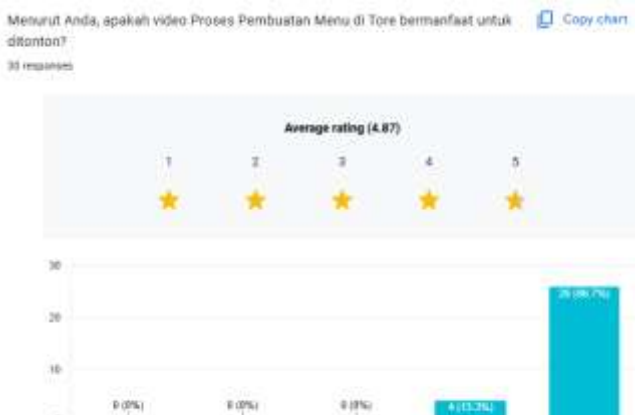 Menurut Anda, apakah video Proses Pembuatan Menu di Tore bermanfaat untuk
ditonton?
Copy chart
30 responses
Average rating (4.87)
1 2 3 4 5
30
20
10
0 (0%) 0 (0%) 0 (0%) 4 (13.3%) 26 (86.7%)